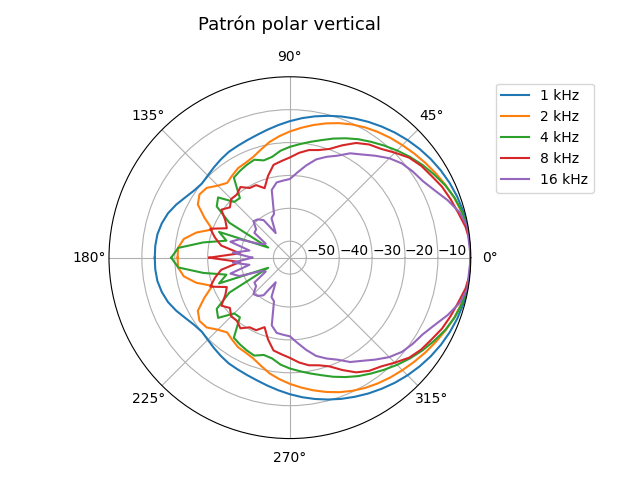 Patrón polar vertical
90°
135°
45°
1 kHz
2 kHz
4 kHz
8 kHz
16 kHz
180°
−50
−40
−30
−20
−10
0°
225°
315°
270°